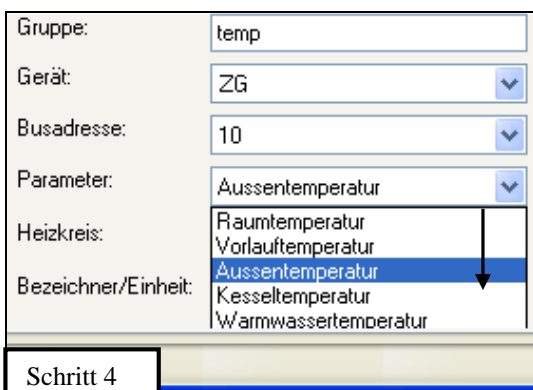 Gruppe: temp
Gerät: ZG
Busadresse: 10
Parameter: Aussentemperatur
Heizkreis: Raumtemperatur
Vorlauftemperatur
Aussentemperatur
Bezeichner/Einheit: Kesseltemperatur
Warmwassertemperatur
Schritt 4